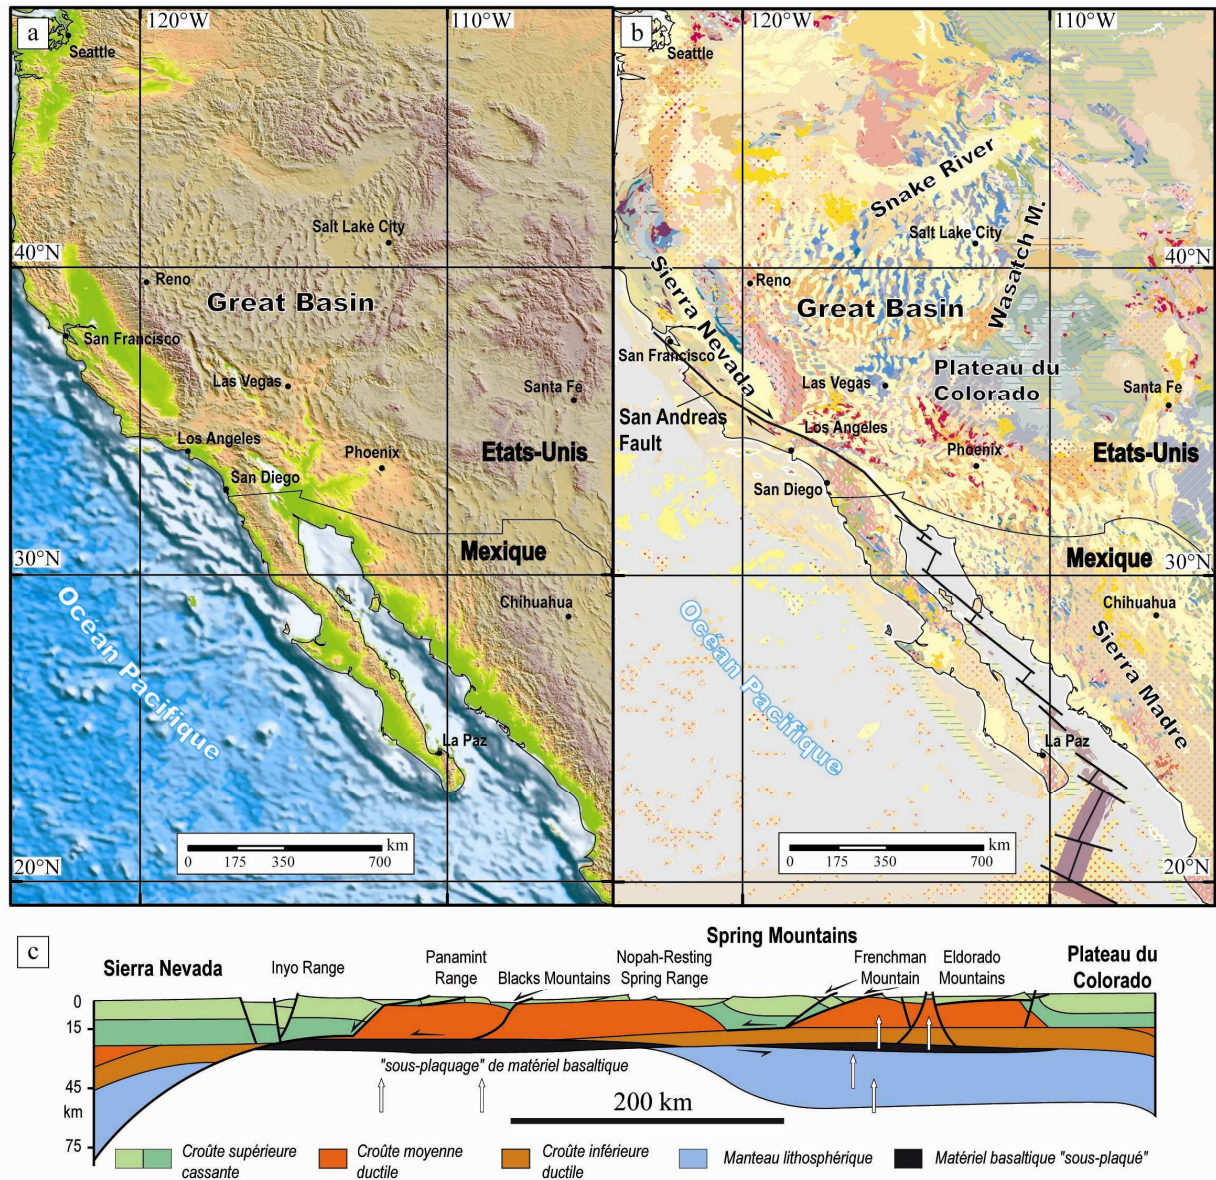 a
120°W
110°W
Seattle
Salt Lake City
40°N
Reno
Great Basin
San Francisco
Las Vegas
Santa Fe
Los Angeles
Phoenix
Etats-Unis
San Diego
Mexique
30°N
Chihuahua
Océan Pacifique
La Paz
km
0 175 350 700
20°N
b
120°W
110°W
Seattle
Snake River
Salt Lake City
Wasatch M.
40°N
Sierra Nevada
Reno
Great Basin
San Francisco
Las Vegas
Plateau du
Colorado
Santa Fe
San Andreas
Fault
Los Angeles
Phoenix
Etats-Unis
San Diego
Mexique
30°N
Chihuahua
Océan Pacifique
Sierra Madre
La Paz
km
0 175 350 700
20°N
c
Sierra Nevada
Inyo Range
Panamint
Range
Blacks Mountains
Nopah-Resting
Spring Range
Spring Mountains
Frenchman
Mountain
Eldorado
Mountains
Plateau du
Colorado
0
15
45
km
75
"sous-plaquage" de matériel basaltique
200 km
Croûte supérieure
cassante
Croûte moyenne
ductile
Croûte inférieure
ductile
Manteau lithosphérique
Matériel basaltique "sous-plaqué"